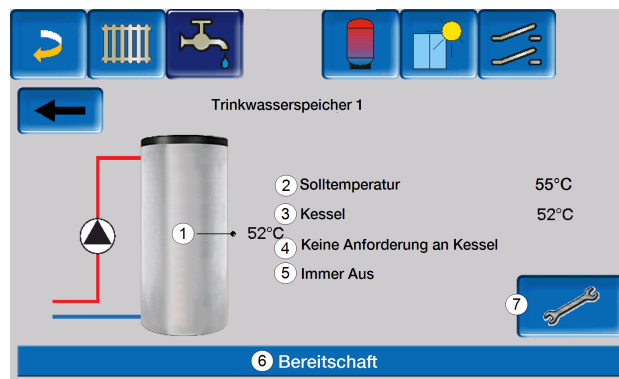 Trinkwasserspeicher 1
2 Solltemperatur 55°C
3 Kessel 52°C
1 52°C
4 Keine Anforderung an Kessel
5 Immer Aus
7
6 Bereitschaft